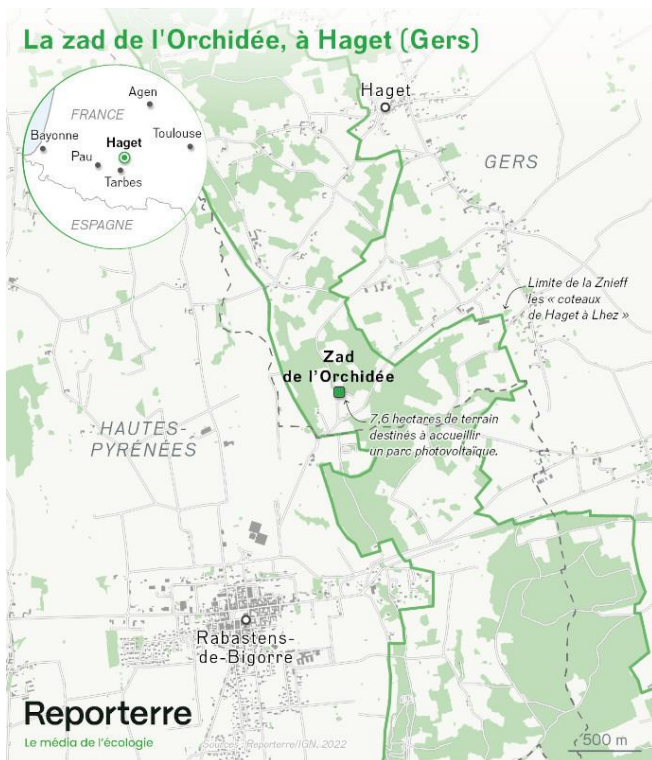 La zad de l'Orchidée, à Haget (Gers)
Agen
FRANCE
Bayonne
Haget
Toulouse
Pau
Tarbes
ESPAGNE
Haget
GERS
Limite de la Znieff
les « coteaux
de Haget à Lhez »
Zad
de l'Orchidée
7,6 hectares de terrain
destinés à accueillir
un parc photovoltaïque.
HAUTES-
PYRÉNÉES
Rabastens-
de-Bigorre
Reporterre
Le média de l'écologie
Sources : Reporterre/IGN, 2022
500 m